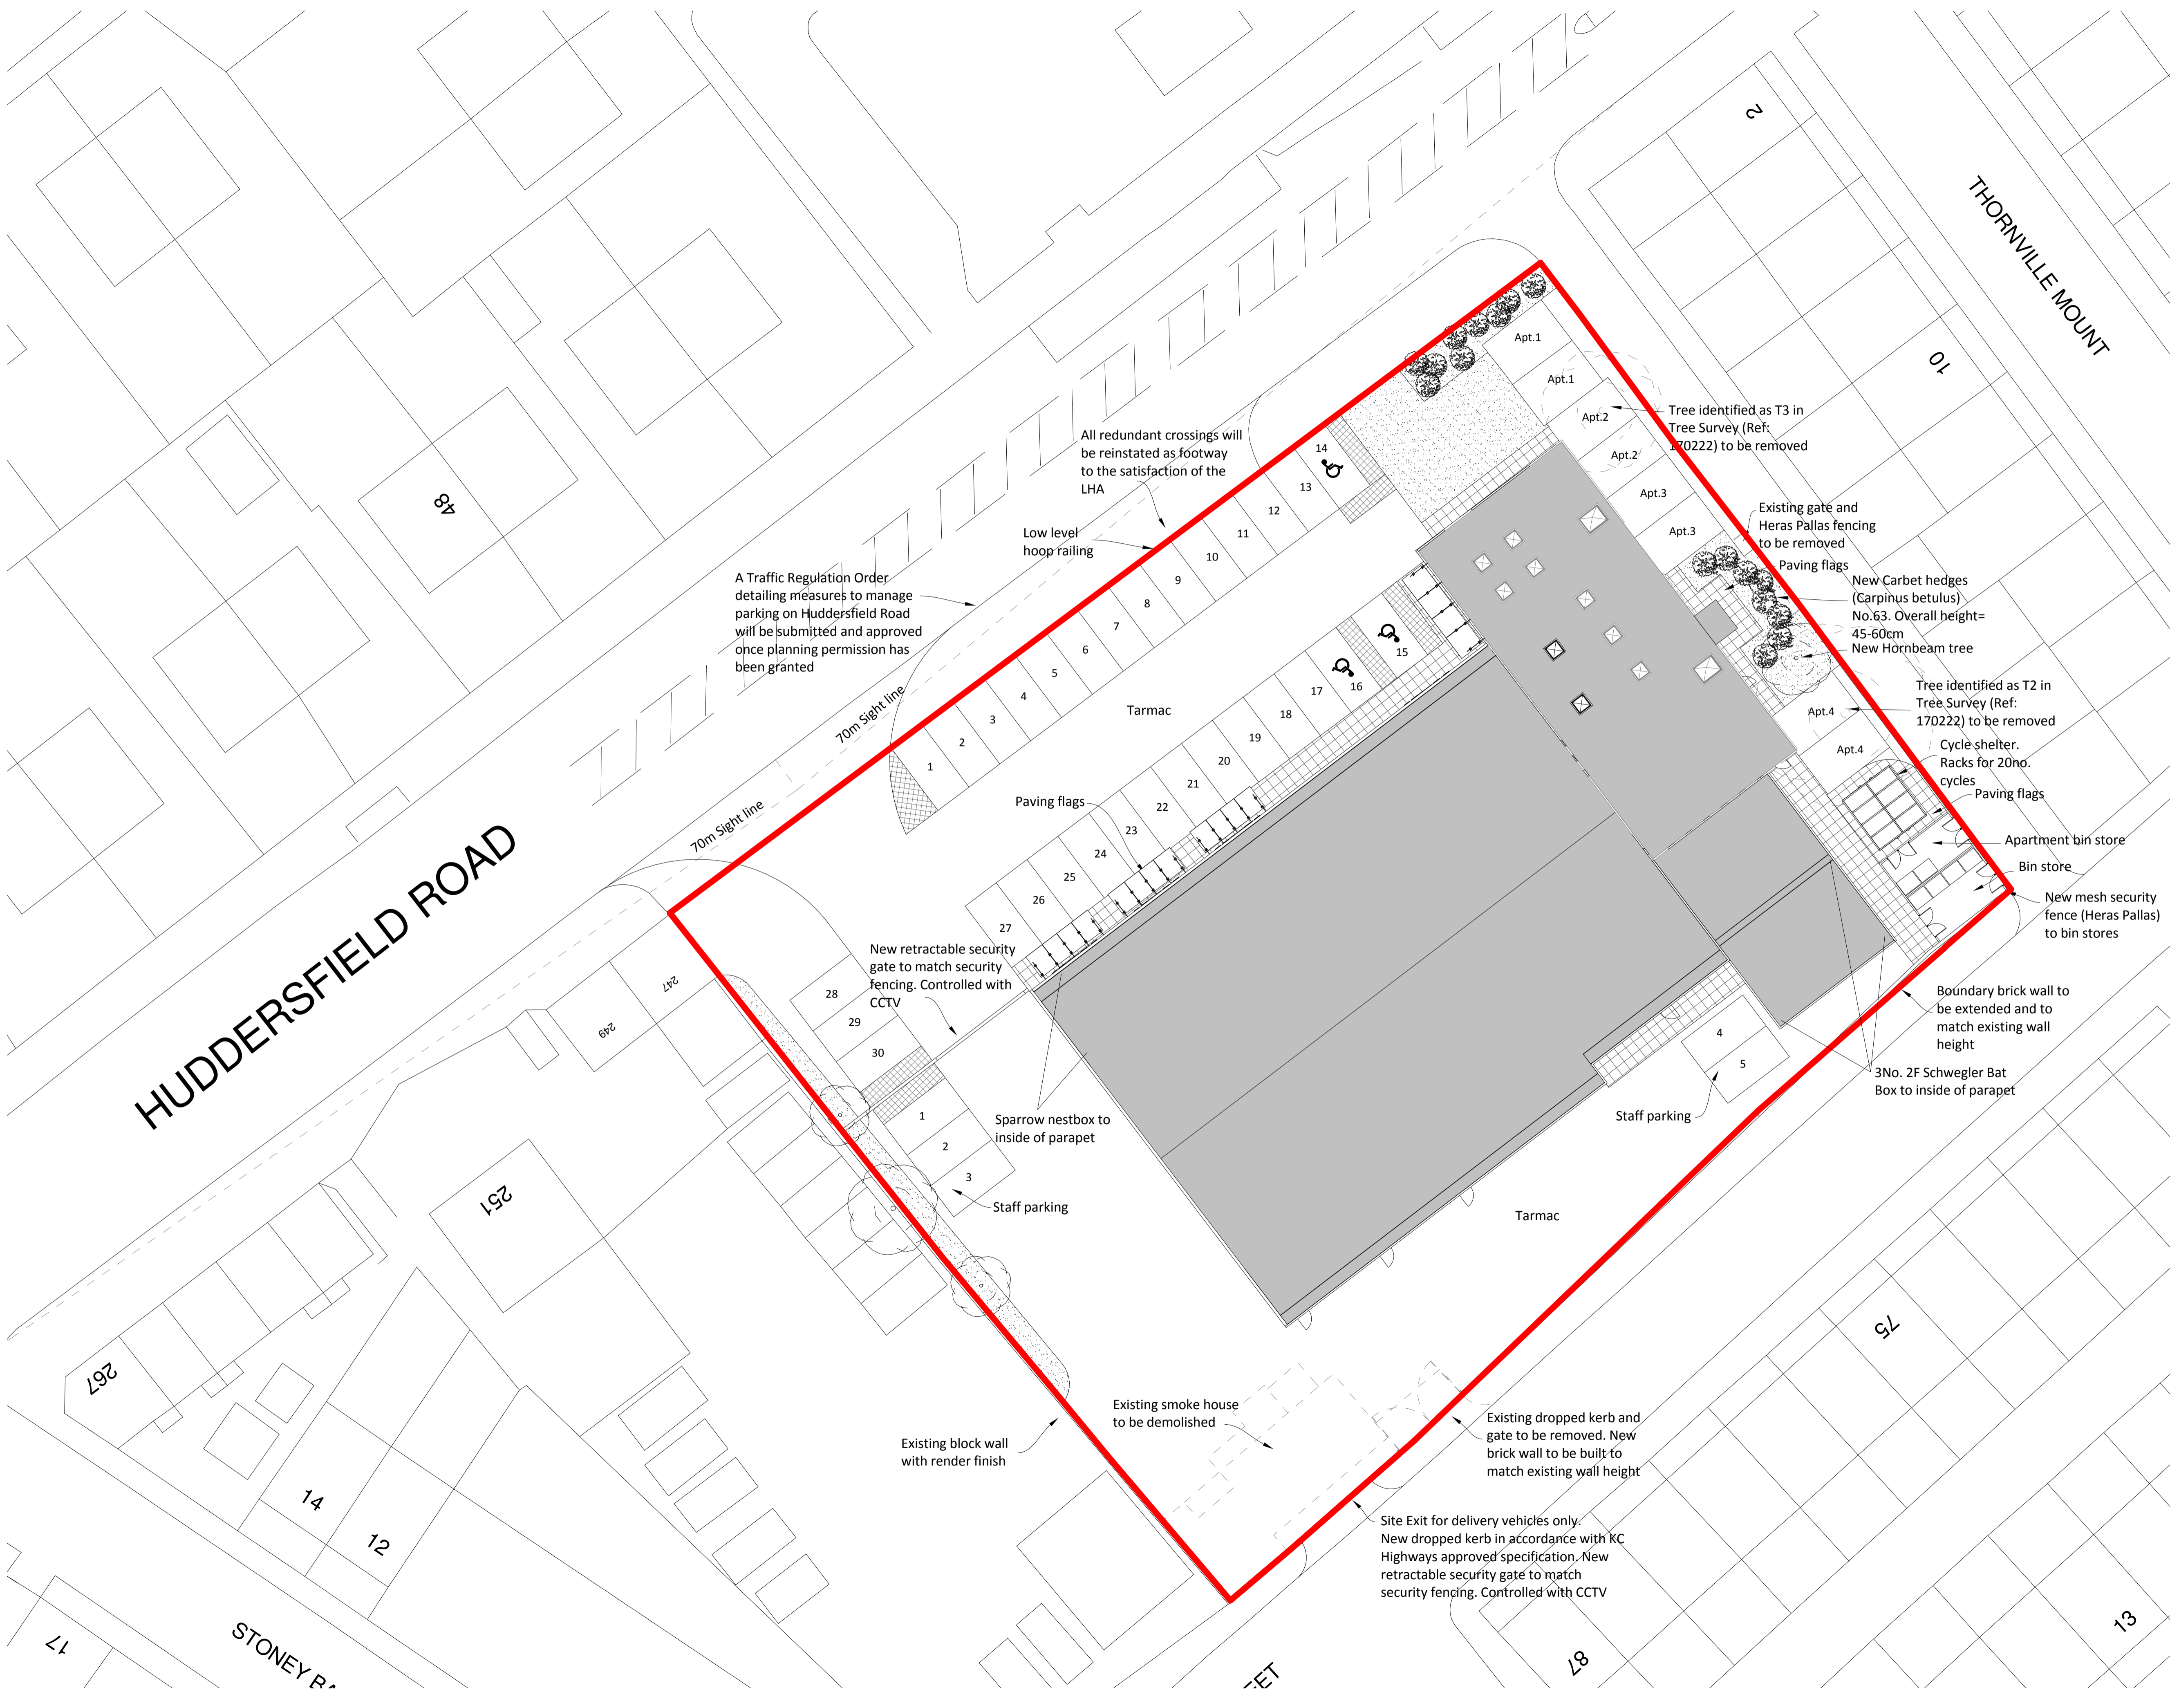 2
THORNVILLE MOUNT
10
Apt.1
Apt.1
Apt.2
Apt.2
Apt.3
Apt.3
Tree identified as T3 in
Tree Survey (Ref:
170222) to be removed
All redundant crossings will
be reinstated as footway
to the satisfaction of the
LHA
14
13
12
11
10
9
8
7
6
5
4
3
2
1
48
Low level
hoop railing
Existing gate and
Heras Pallas fencing
to be removed
Paving flags
New Carbet hedges
(Carpinus betulus)
No.63. Overall height=
45-60cm
New Hornbeam tree
A Traffic Regulation Order
detailing measures to manage
parking on Huddersfield Road
will be submitted and approved
once planning permission has
been granted
Tree identified as T2 in
Tree Survey (Ref:
170222) to be removed
Apt.4
Apt.4
70m Sight line
70m Sight line
Tarmac
15
16
17
18
19
20
21
22
23
24
25
26
27
Cycle shelter.
Racks for 20no.
cycles
Paving flags
Paving flags
Apartment bin store
Bin store
New mesh security
fence (Heras Pallas)
to bin stores
HUDDERSFIELD ROAD
247
249
New retractable security
gate to match security
fencing. Controlled with
CCTV
28
29
30
1
2
3
Staff parking
Boundary brick wall to
be extended and to
match existing wall
height
4
5
Staff parking
3No. 2F Schwegler Bat
Box to inside of parapet
Sparrow nestbox to
inside of parapet
251
Tarmac
267
75
Existing smoke house
to be demolished
Existing block wall
with render finish
Existing dropped kerb and
gate to be removed. New
brick wall to be built to
match existing wall height
Site Exit for delivery vehicles only.
New dropped kerb in accordance with KC
Highways approved specification. New
retractable security gate to match
security fencing. Controlled with CCTV
14
12
17
STONEY BA
EET
87
13